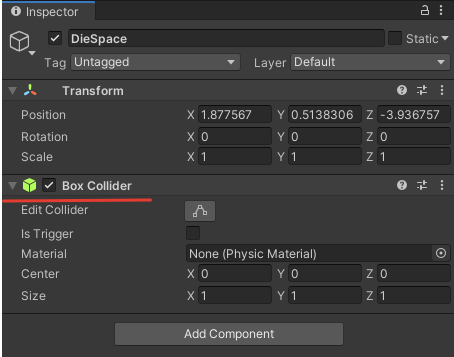 Inspector
DieSpace Static
Tag Untagged Layer Default
Transform
Position X 1.877567 Y 0.5138306 Z -3.936757
Rotation X 0 Y 0 Z 0
Scale X 1 Y 1 Z 1
Box Collider
Edit Collider
Is Trigger
Material None (Physic Material)
Center X 0 Y 0 Z 0
Size X 1 Y 1 Z 1
Add Component